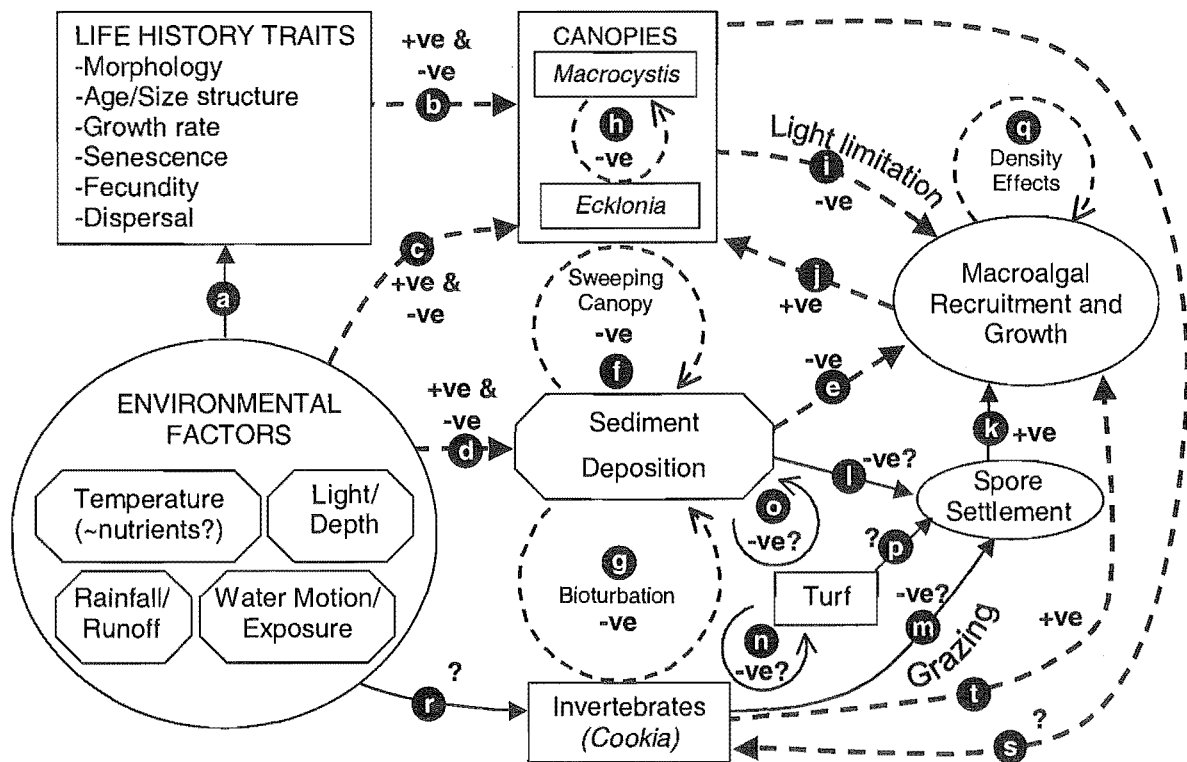 LIFE HISTORY TRAITS
-Morphology
-Age/Size structure
-Growth rate
-Senescence
-Fecundity
-Dispersal
+ve &
-ve
b
CANOPIES
Macrocystis
h
-ve
Ecklonia
Light limitation
i
-ve
q
Density
Effects
a
c
+ve &
-ve
Sweeping
Canopy
-ve
f
j
+ve
Macroalgal
Recruitment and
Growth
-ve
e
ENVIRONMENTAL
FACTORS
Temperature
(~nutrients?)
Light/
Depth
Rainfall/
Runoff
Water Motion/
Exposure
+ve &
-ve
d
Sediment
Deposition
k
+ve
l
-ve?
Spore
Settlement
o
-ve?
?
p
g
Bioturbation
-ve
Turf
n
-ve?
-ve?
m
Grazing
+ve
t
?
r
Invertebrates
(Cookia)
?
s